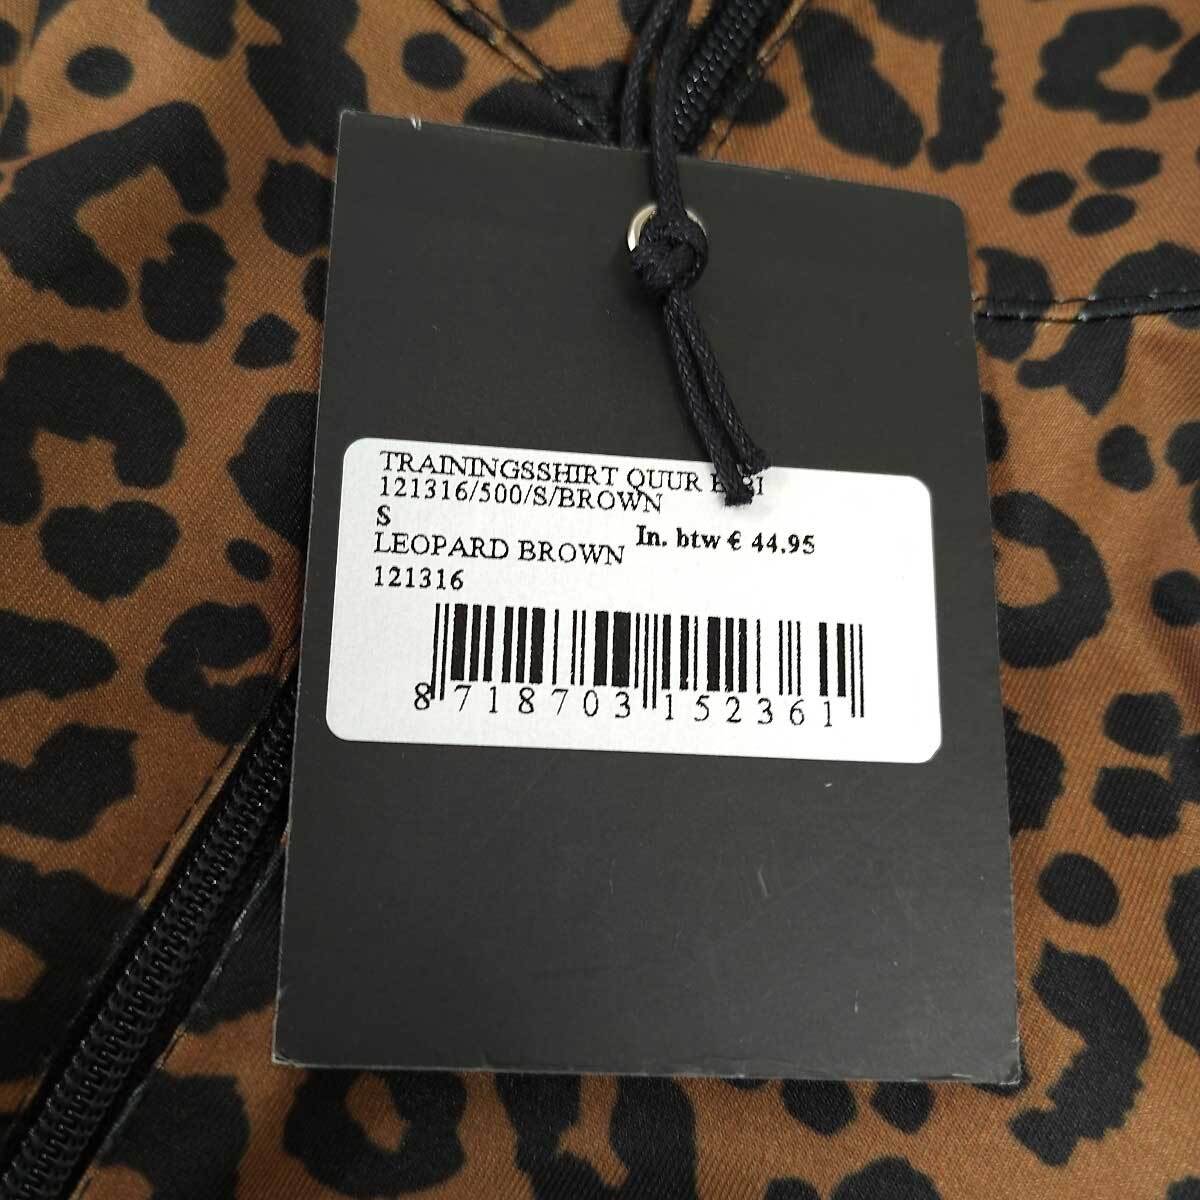 TRAININGSSHIRT QUUR
121316/500/S/BROWN
S
In. btw € 44.95
LEOPARD BROWN
121316
8 718703 152361